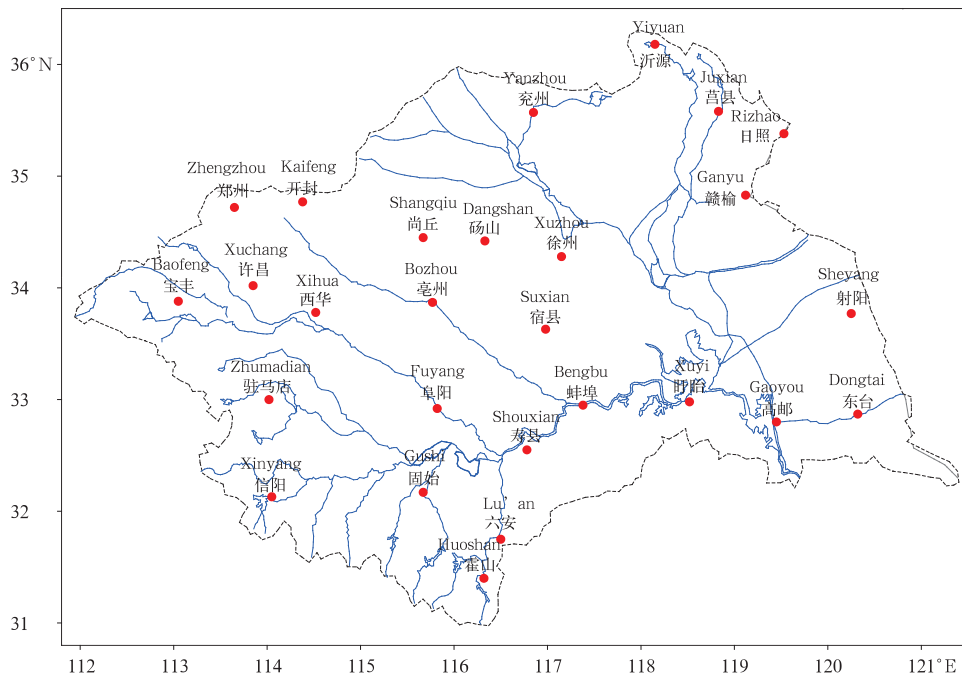 Yiyuan
沂源
36°N
Yanzhou
兖州
Juxian
莒县
Rizhao
日照
35
Zhengzhou
郑州
Kaifeng
开封
Ganyu
赣榆
Shangqiu
尚丘
Dangshan
砀山
Xuzhou
徐州
Xuchang
许昌
Baofeng
宝丰
Xihua
西华
Bozhou
亳州
Sheyang
射阳
34
Suxian
宿县
Zhumadian
驻马店
Fuyang
阜阳
Bengbu
蚌埠
Xuyi
盱眙
Gaoyou
高邮
Dongtai
东台
33
Shouxian
寿县
Xinyang
信阳
Gushi
固始
Lu'an
六安
32
Huoshan
霍山
31
112 113 114 115 116 117 118 119 120 121°E